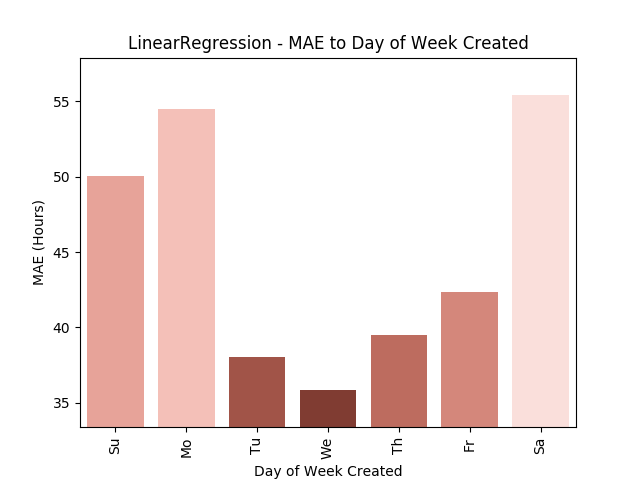 LinearRegression - MAE to Day of Week Created
MAE (Hours)
55
50
45
40
35
Su
Mo
Tu
We
Th
Fr
Sa
Day of Week Created